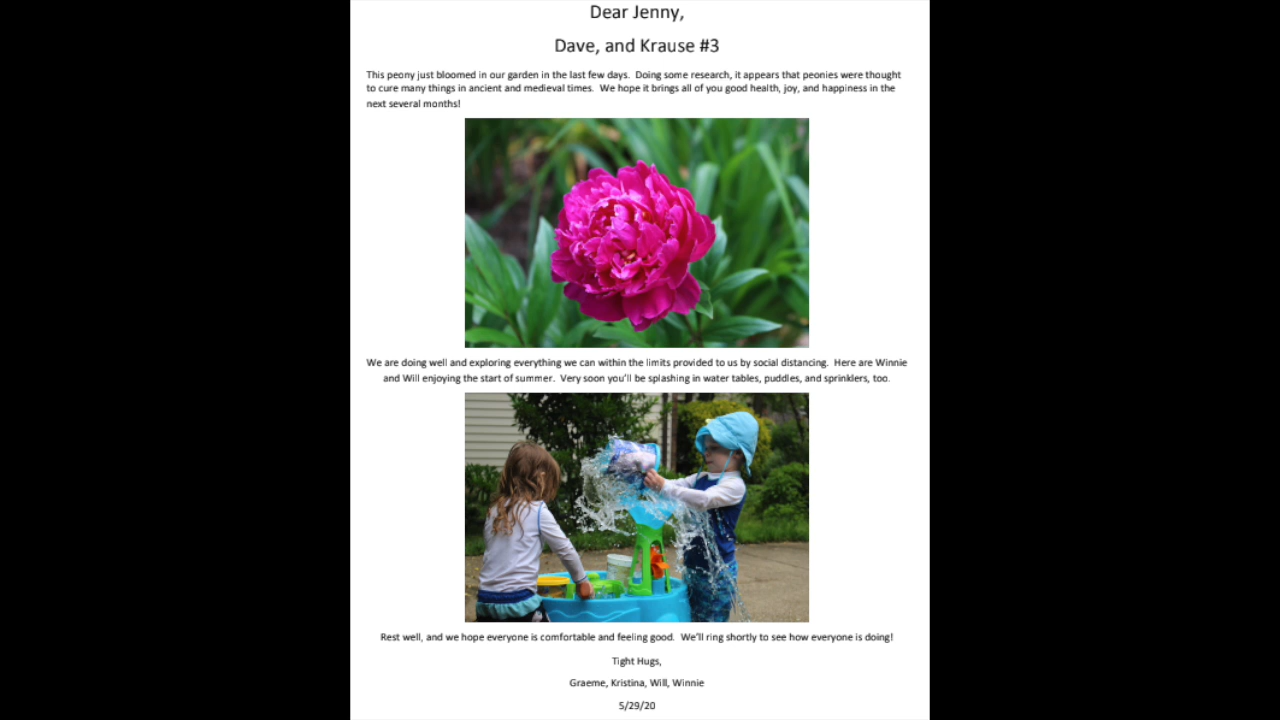 Dear Jenny,
Dave, and Krause #3
This peony just bloomed in our garden in the last few days.  Doing some research, it appears that peonies were thought
to cure many things in ancient and medieval times.  We hope it brings all of you good health, joy, and happiness in the
next several months!
We are doing well and exploring everything we can within the limits provided to us by social distancing.  Here are Winnie
and Will enjoying the start of summer.  Very soon you’ll be splashing in water tables, puddles, and sprinklers, too.
Rest well, and we hope everyone is comfortable and feeling good.  We’ll ring shortly to see how everyone is doing!
Tight Hugs,
Graeme, Kristina, Will, Winnie
5/29/20